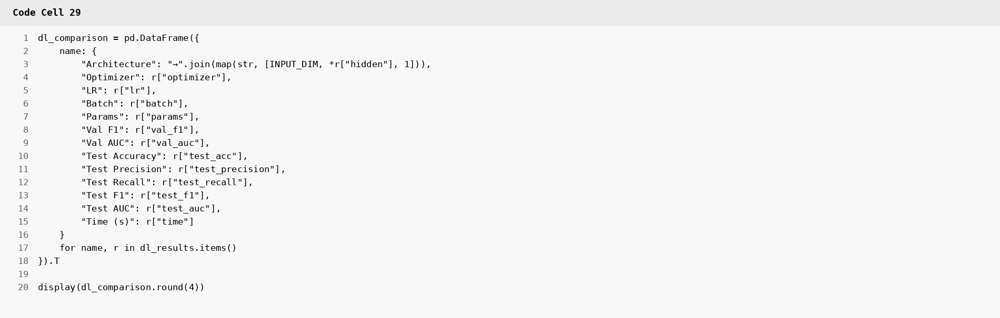 Code Cell 29
1 dl_comparison = pd.DataFrame({
2     name: {
3         "Architecture": "→".join(map(str, [INPUT_DIM, *r["hidden"], 1])),
4         "Optimizer": r["optimizer"],
5         "LR": r["lr"],
6         "Batch": r["batch"],
7         "Params": r["params"],
8         "Val F1": r["val_f1"],
9         "Val AUC": r["val_auc"],
10         "Test Accuracy": r["test_acc"],
11         "Test Precision": r["test_precision"],
12         "Test Recall": r["test_recall"],
13         "Test F1": r["test_f1"],
14         "Test AUC": r["test_auc"],
15         "Time (s)": r["time"]
16     }
17     for name, r in dl_results.items()
18 }).T
19
20 display(dl_comparison.round(4))